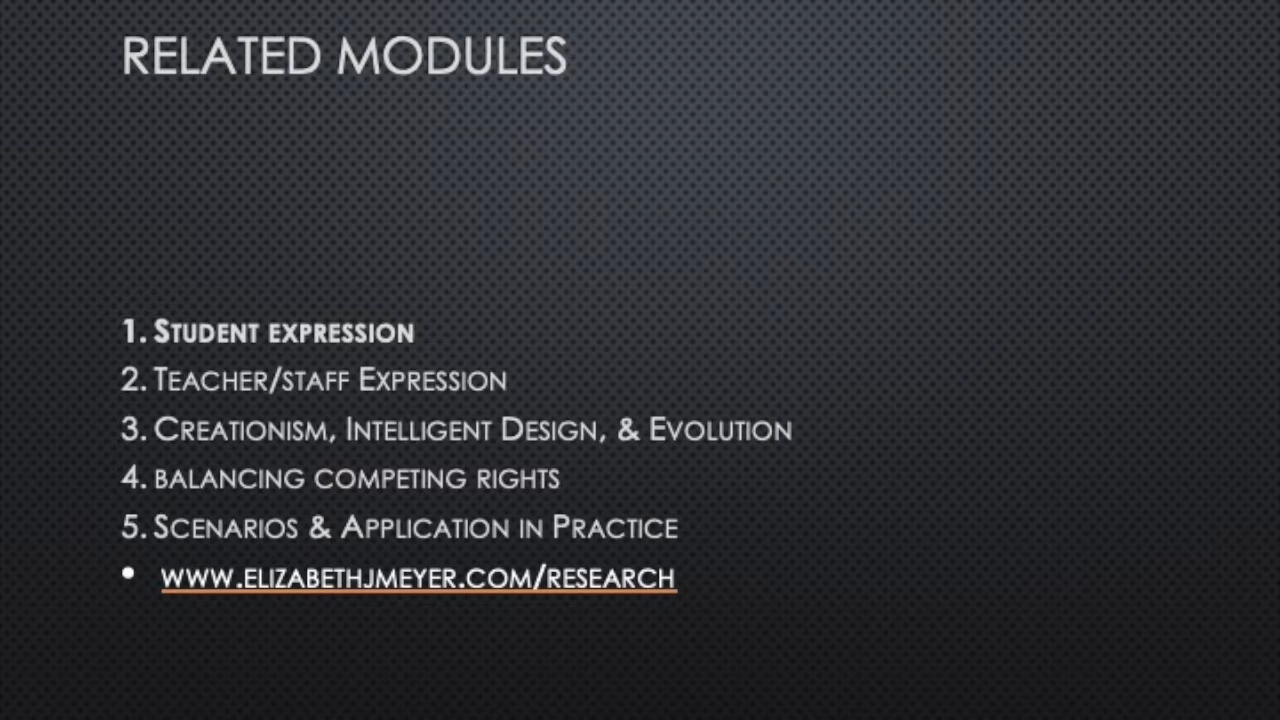 RELATED MODULES
1. STUDENT EXPRESSION
2. TEACHER/STAFF EXPRESSION
3. CREATIONISM, INTELLIGENT DESIGN, & EVOLUTION
4. BALANCING COMPETING RIGHTS
5. SCENARIOS & APPLICATION IN PRACTICE
• WWW.ELIZABETHJMEYER.COM/RESEARCH